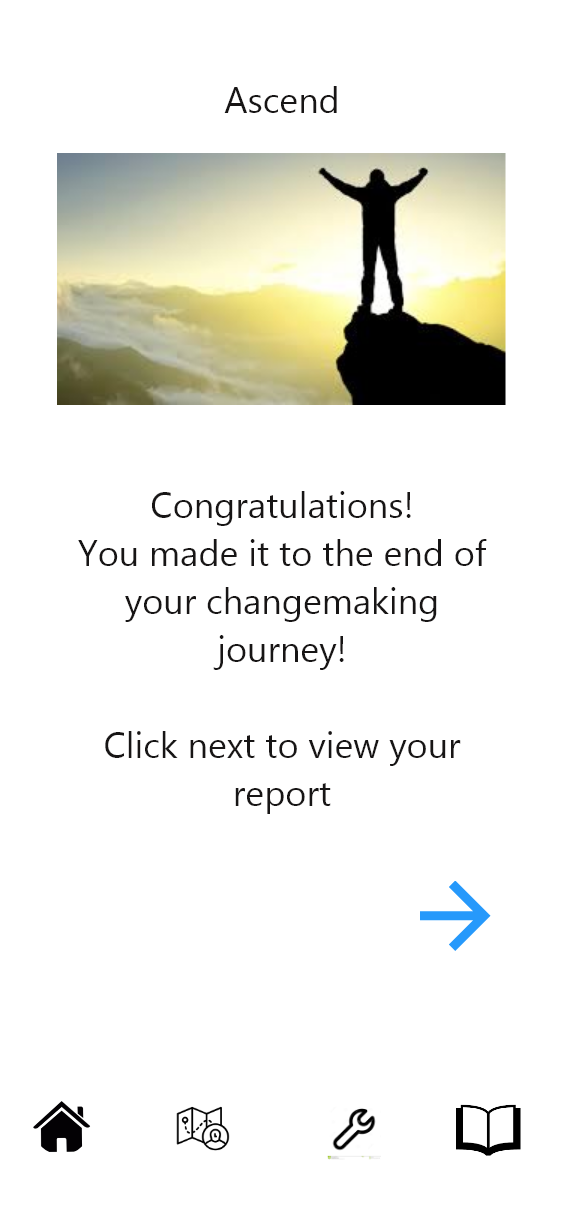 Ascend
Congratulations!
You made it to the end of
your changemaking
journey!
Click next to view your
report